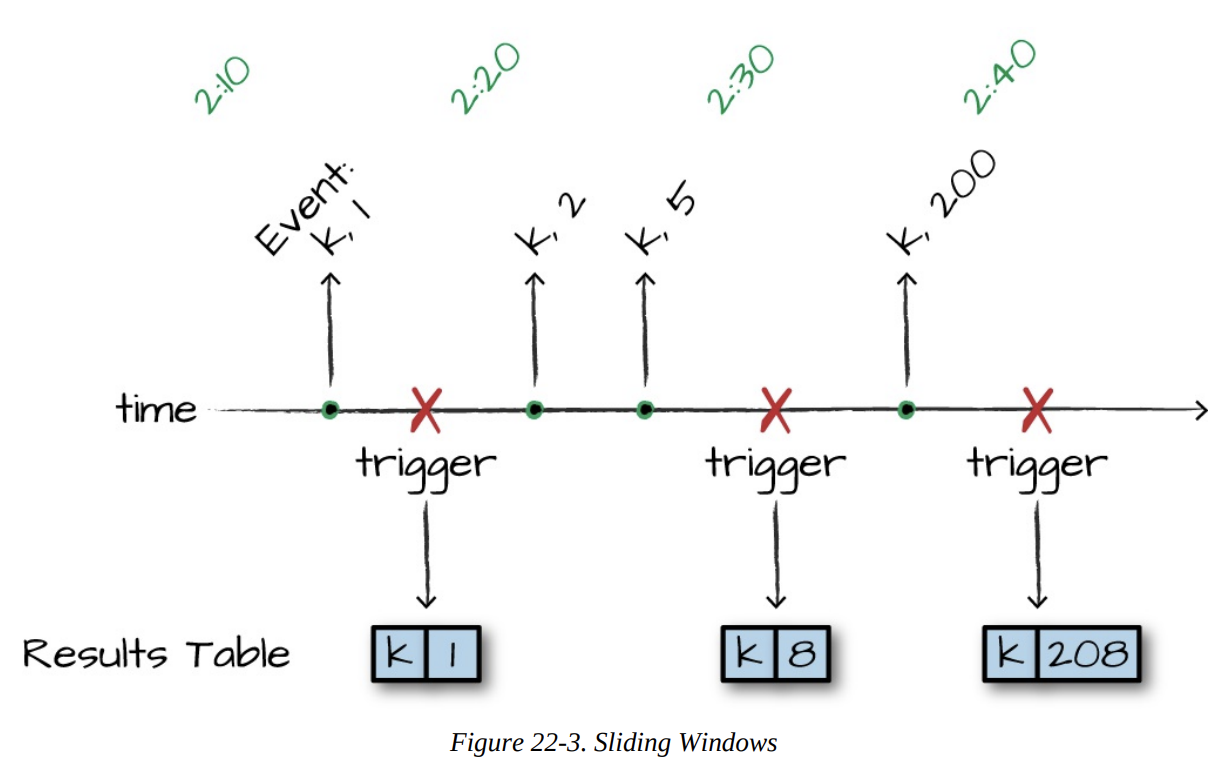 2:10
2:20
2:30
2:40
Event:
K, 1
K, 2
K, 5
K, 200
time
trigger
trigger
trigger
Results Table
K 1
K 8
K 208
Figure 22-3. Sliding Windows